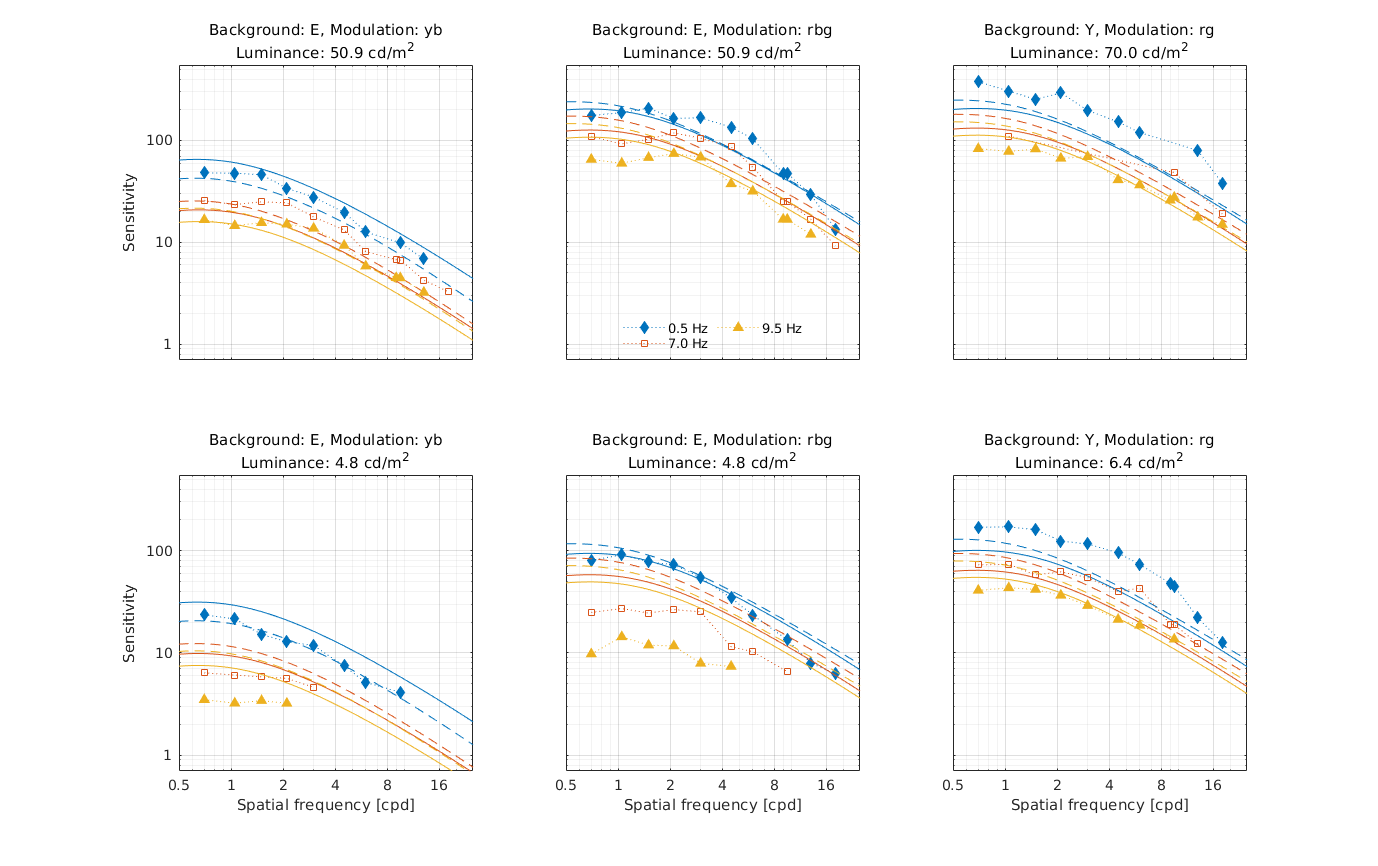 Background: E, Modulation: yb
Luminance: 50.9 cd/m2
Background: E, Modulation: rbg
Luminance: 50.9 cd/m2
Background: Y, Modulation: rg
Luminance: 70.0 cd/m2
Sensitivity
100
10
1
0.5 Hz
9.5 Hz
7.0 Hz
Background: E, Modulation: yb
Luminance: 4.8 cd/m2
Background: E, Modulation: rbg
Luminance: 4.8 cd/m2
Background: Y, Modulation: rg
Luminance: 6.4 cd/m2
Sensitivity
100
10
1
0.5 1 2 4 8 16
0.5 1 2 4 8 16
0.5 1 2 4 8 16
Spatial frequency [cpd]
Spatial frequency [cpd]
Spatial frequency [cpd]